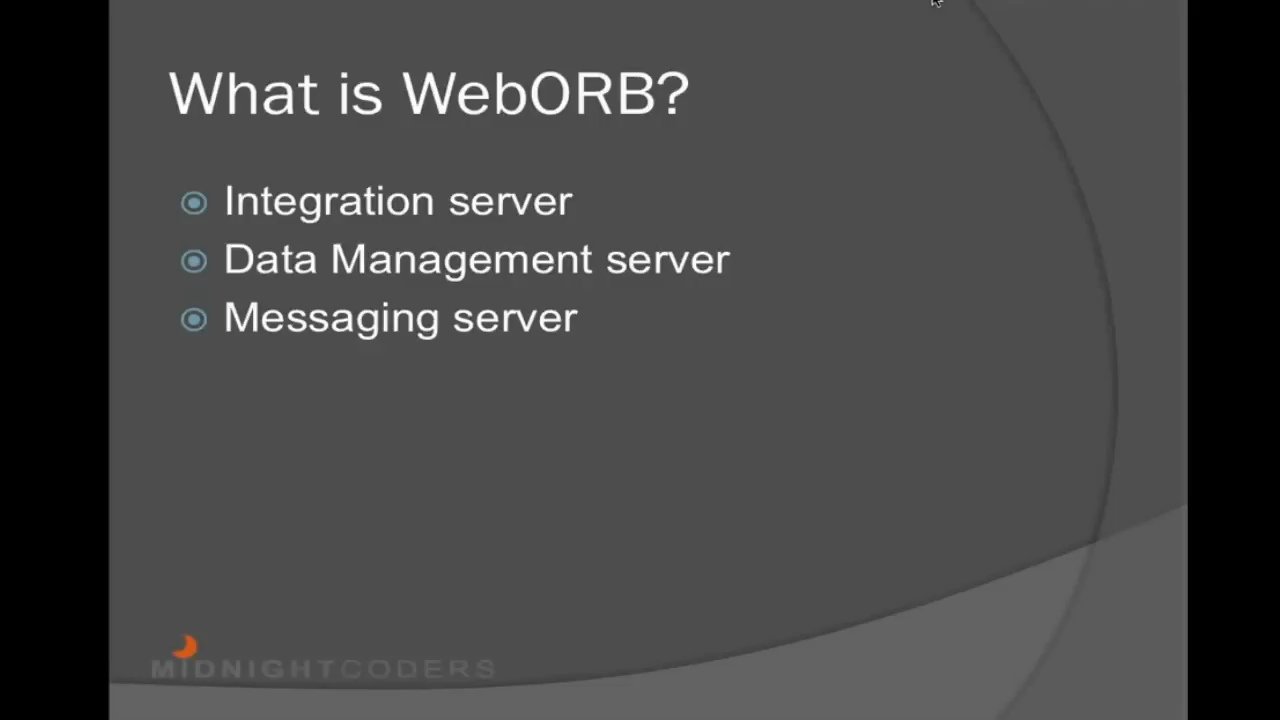 What is WebORB?
Integration server
Data Management server
Messaging server
MIDNIGHTCODERS